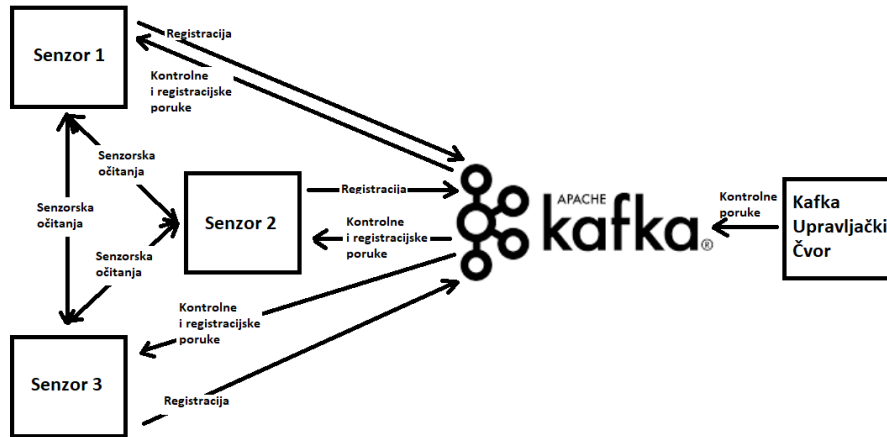 Senzor 1
Registracija
Kontrolne
i registracijske
poruke
Senzorska
očitanja
Senzorska
očitanja
Senzor 2
Registracija
Kontrolne
i registracijske
poruke
Senzorska
očitanja
APACHE
kafka®
Kontrolne
poruke
Kafka
Upravljački
Čvor
Kontrolne
i registracijske
poruke
Senzor 3
Registracija